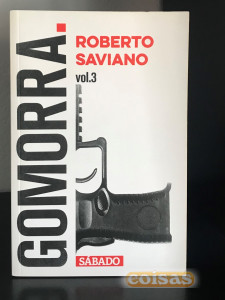 GOMORRA.
ROBERTO
SAVIANO
vol.3
SÁBADO
coisas